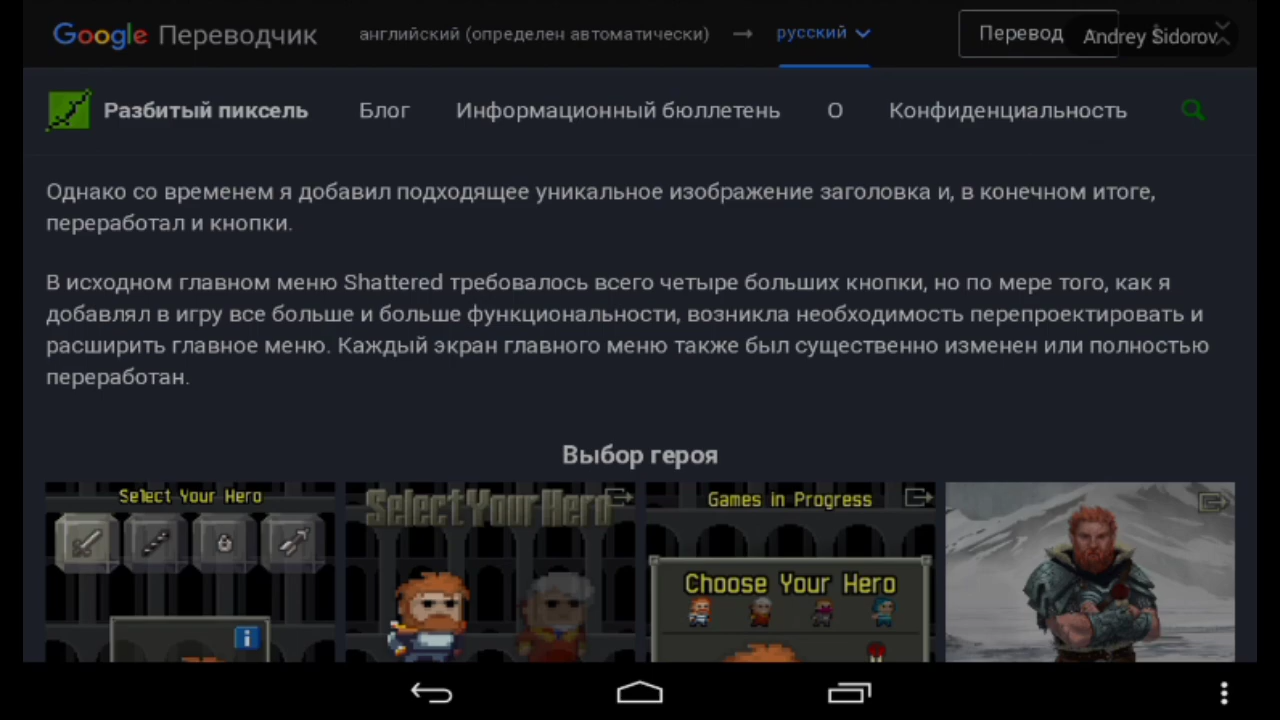 Google Переводчик английский (определен автоматически) → русский Перевод Andrey Sidorov
Разбитый пиксель Блог Информационный бюллетень О Конфиденциальность
Однако со временем я добавил подходящее уникальное изображение заголовка и, в конечном итоге,
переработал и кнопки.
В исходном главном меню Shattered требовалось всего четыре больших кнопки, но по мере того, как я
добавлял в игру все больше и больше функциональности, возникла необходимость перепроектировать и
расширить главное меню. Каждый экран главного меню также был существенно изменен или полностью
переработан.
Выбор героя
Select Your Hero
Select Your Hero
Games in Progress
Choose Your Hero